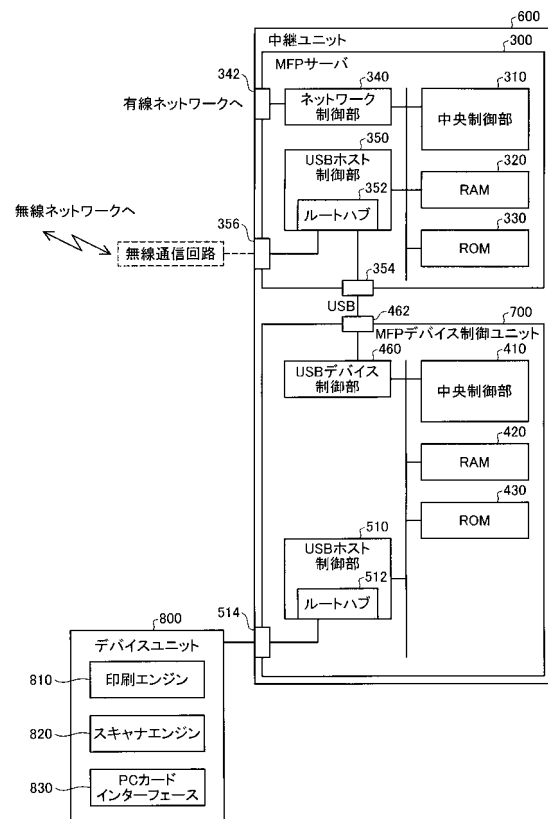 600
中継ユニット
300
MFPサーバ
342
340
310
有線ネットワークへ
ネットワーク
制御部
中央制御部
350
USBホスト
制御部
352
ルートハブ
320
RAM
無線ネットワークへ
356
無線通信回路
330
ROM
354
USB
462
700
MFPデバイス制御ユニット
460
410
USBデバイス
制御部
中央制御部
420
RAM
430
ROM
510
USBホスト
制御部
512
ルートハブ
800
514
デバイスユニット
810
印刷エンジン
820
スキャナエンジン
830
PCカード
インターフェース